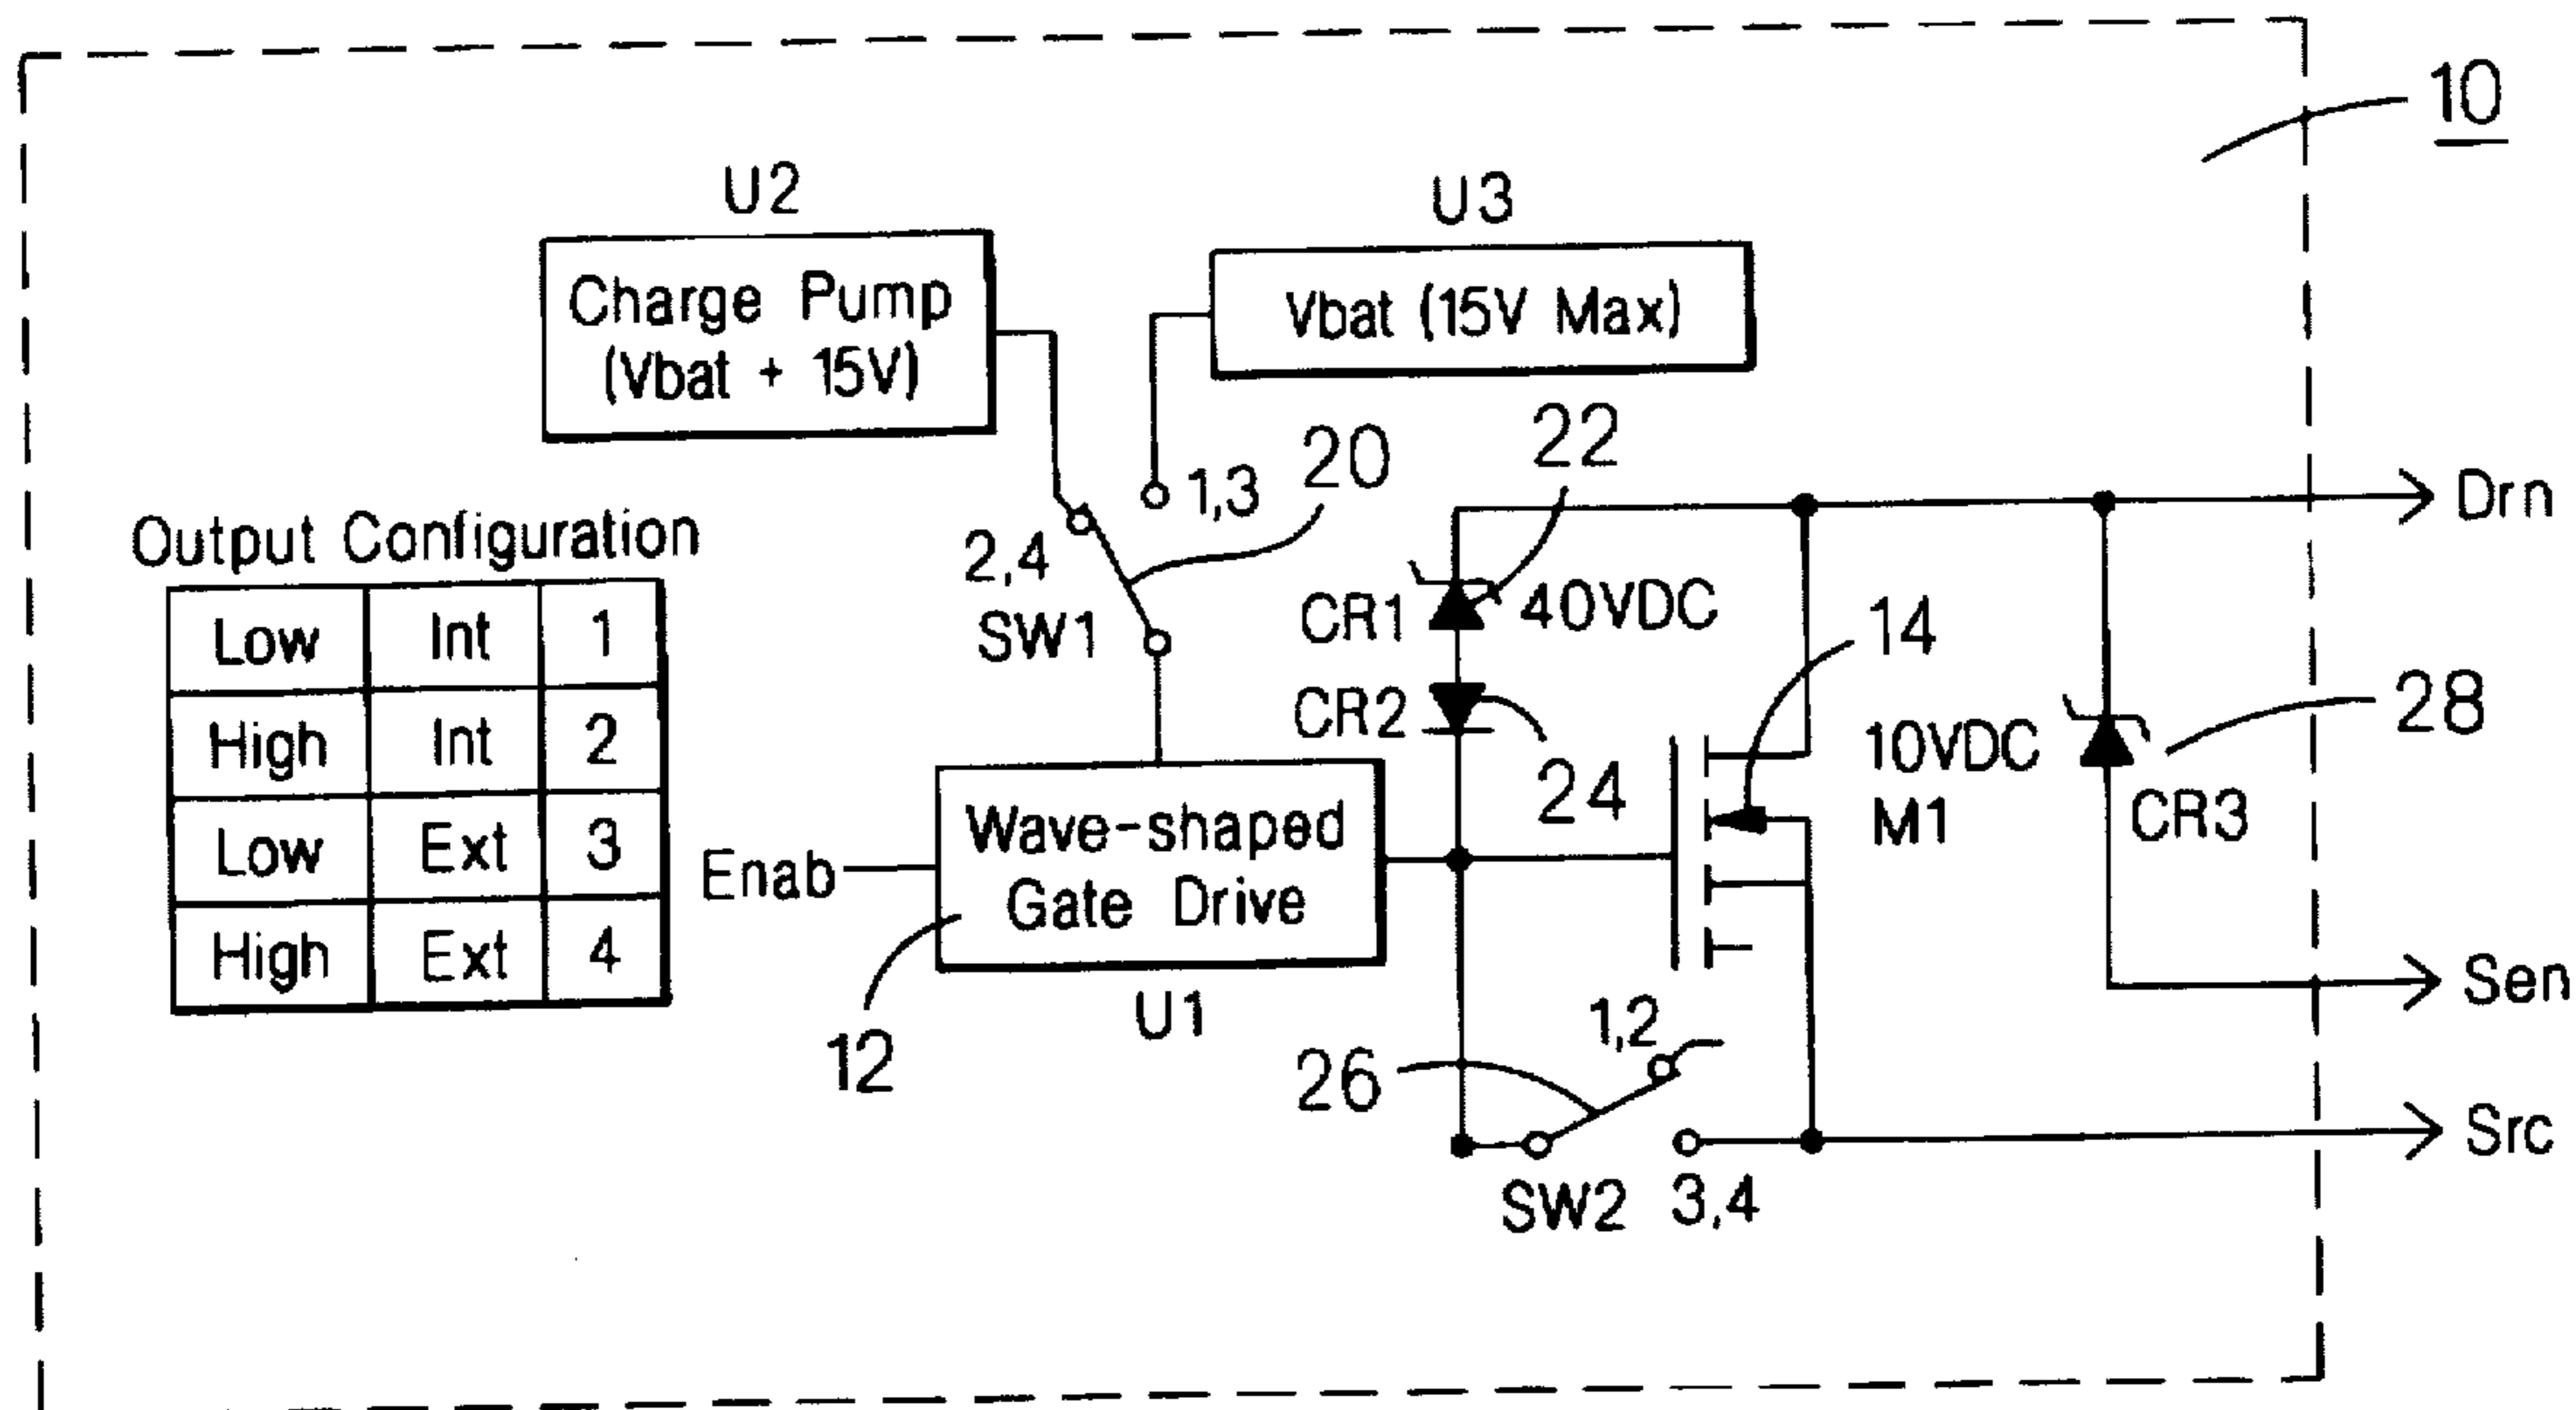 10
U2
U3
Charge Pump
(Vbat + 15V)
Vbat (15V Max)
20
22
1,3
2,4
SW1
Drn
Output Configuration
Low Int 1
High Int 2
Low Ext 3
High Ext 4
CR1
40VDC
14
CR2
24
10VDC
M1
28
CR3
Enab
Wave-shaped
Gate Drive
12
U1
Sen
1,2
26
SW2
3,4
Src